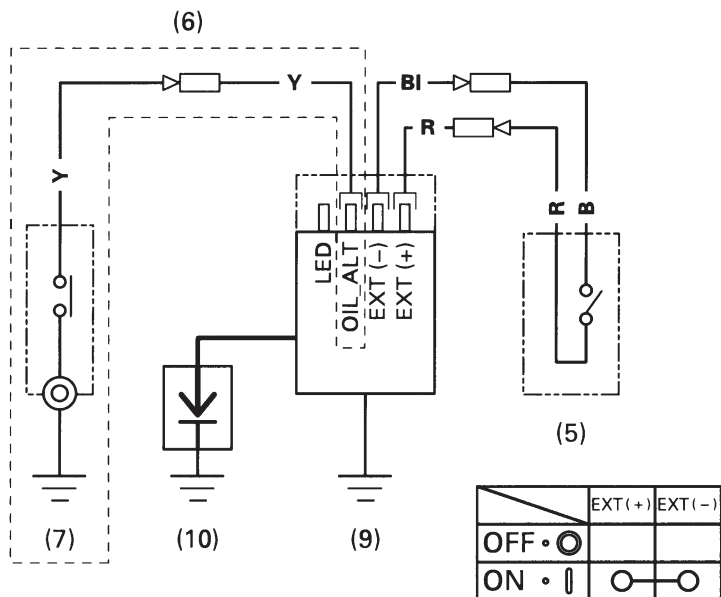 (6)
Y
Bl
R
Y
R
B
LED
OIL_ALT
EXT (–)
EXT (+)
(5)
(7)
(10)
(9)
EXT(+) EXT(–)
OFF
ON